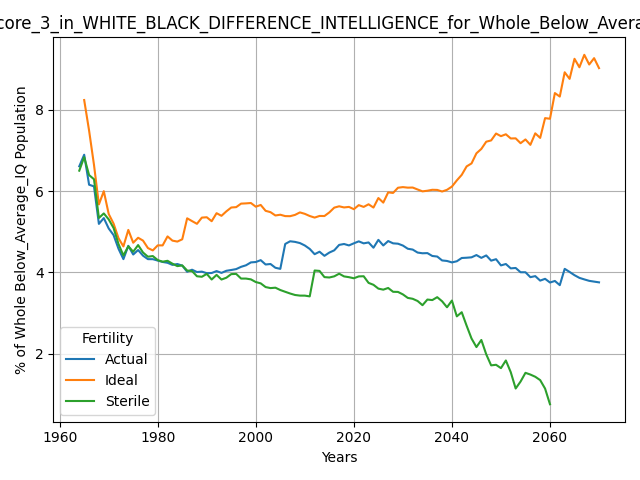 core_3_in_WHITE_BLACK_DIFFERENCE_INTELLIGENCE_for_Whole_Below_Avera
% of Whole Below_Average_IQ Population
8
6
4
2
Fertility
Actual
Ideal
Sterile
1960 1980 2000 2020 2040 2060
Years